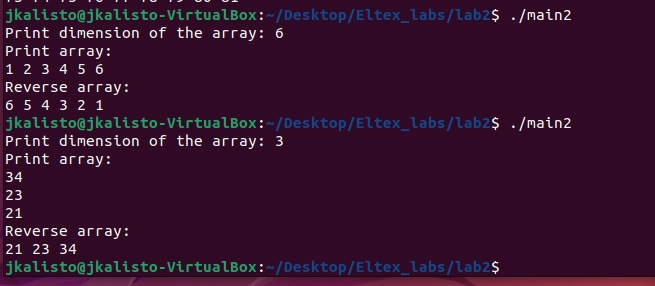 jkalisto@jkalisto-VirtualBox:~/Desktop/Eltex_labs/lab2$ ./main2
Print dimension of the array: 6
Print array:
1 2 3 4 5 6
Reverse array:
6 5 4 3 2 1
jkalisto@jkalisto-VirtualBox:~/Desktop/Eltex_labs/lab2$ ./main2
Print dimension of the array: 3
Print array:
34
23
21
Reverse array:
21 23 34
jkalisto@jkalisto-VirtualBox:~/Desktop/Eltex_labs/lab2$